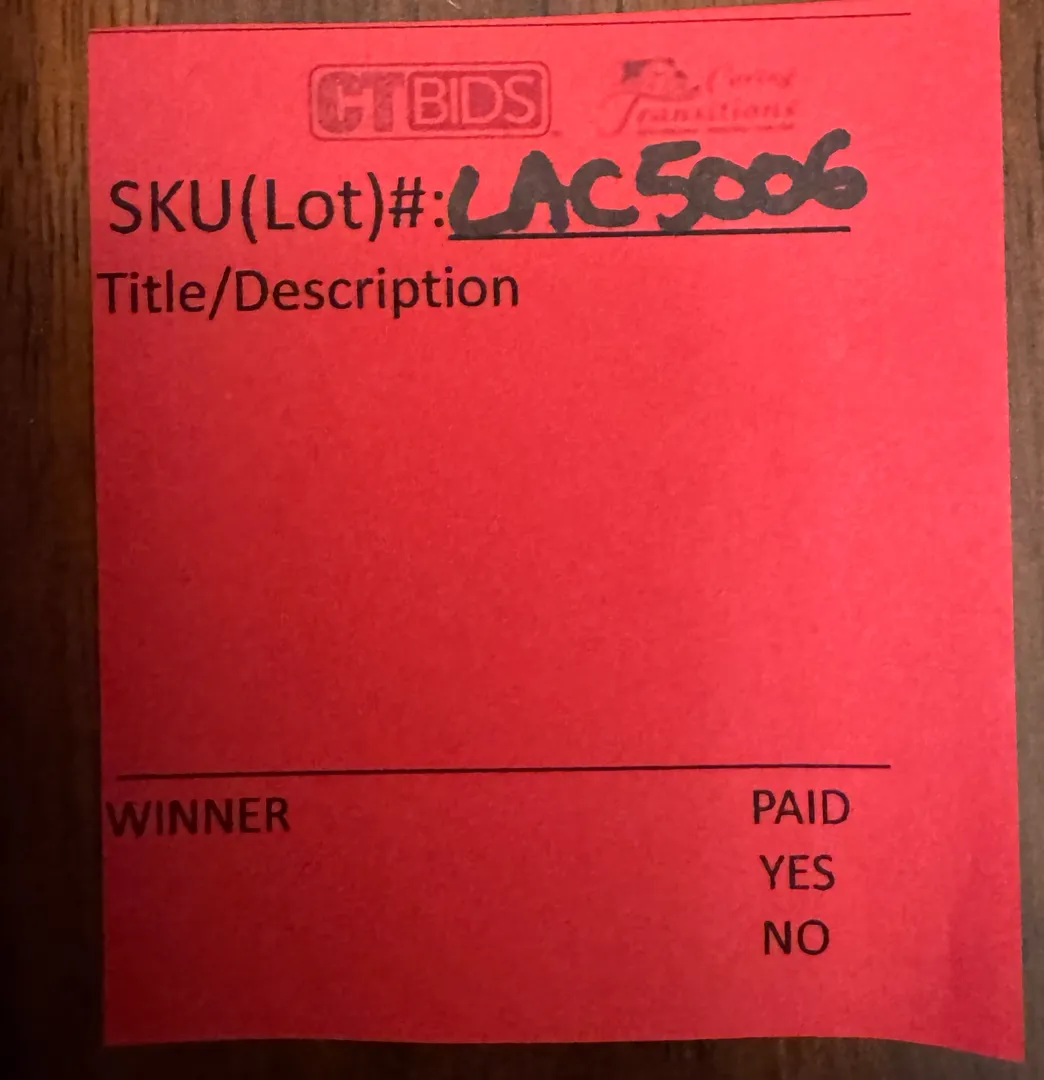 CTBIDS Caring Transitions
SKU(Lot)#: LAC5006
Title/Description
WINNER PAID
YES
NO